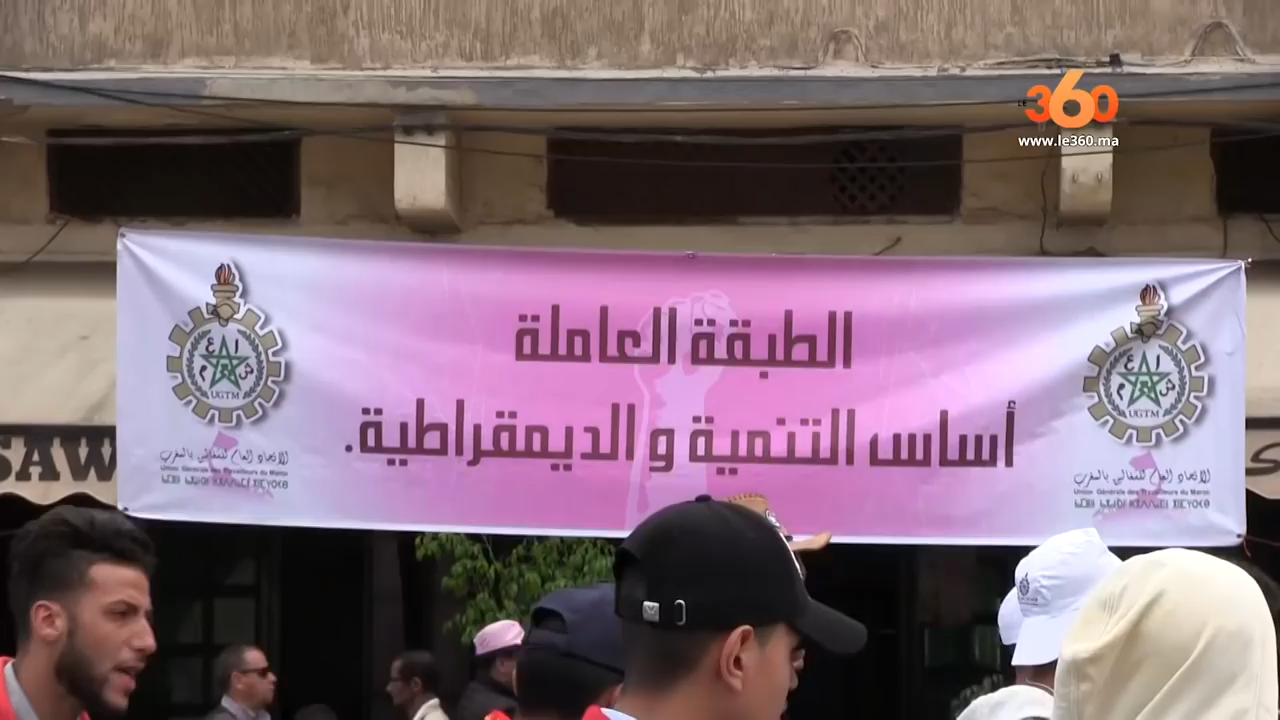 LE
360
www.le360.ma
الطبقة العاملة
أساس التنمية و الديمقراطية.
UGTM
الاتحاد العام للشغالين بالمغرب
Union Générale des Travailleurs du Maroc
UGTM
الاتحاد العام للشغالين بالمغرب
Union Générale des Travailleurs du Maroc
SAW